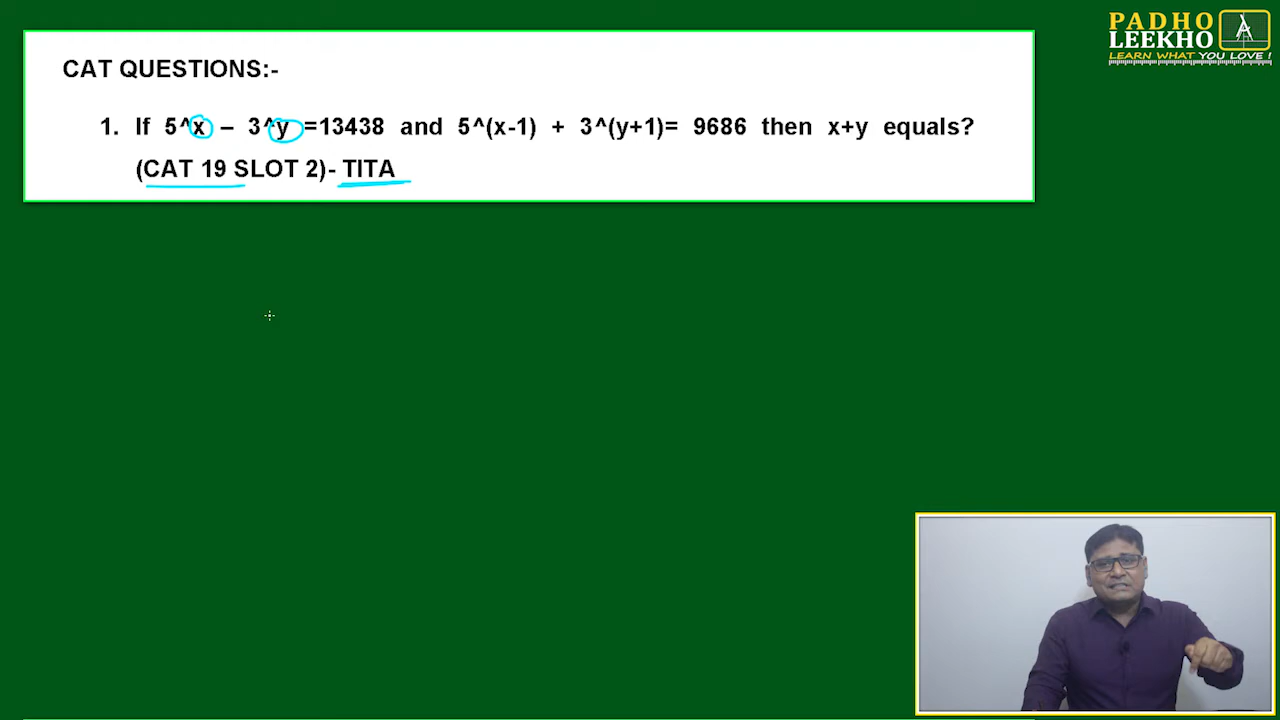 PADHO
LEEKHO
LEARN WHAT YOU LOVE !
CAT QUESTIONS:-
1. If 5^x – 3^y =13438 and 5^(x-1) + 3^(y+1)= 9686 then x+y equals?
(CAT 19 SLOT 2)- TITA